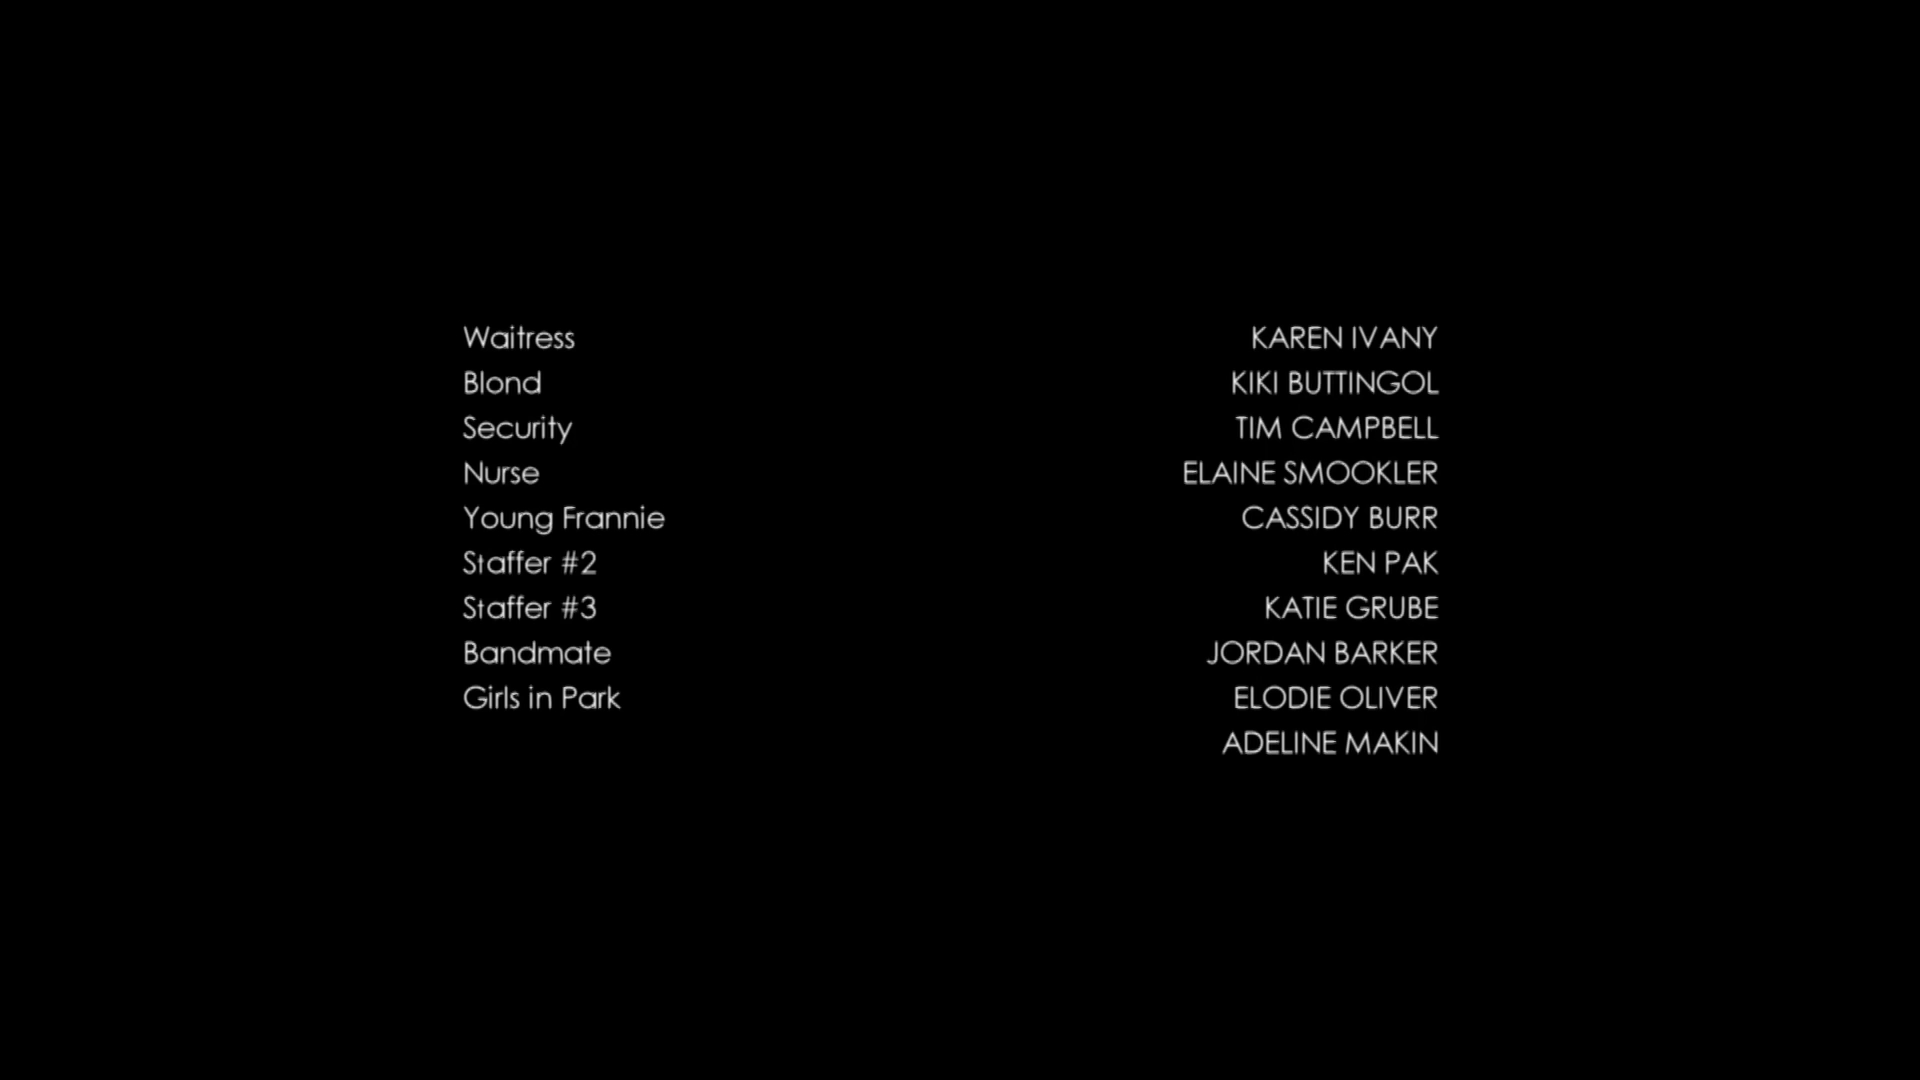 Waitress KAREN IVANY
Blond KIKI BUTTINGOL
Security TIM CAMPBELL
Nurse ELAINE SMOOKLER
Young Frannie CASSIDY BURR
Staffer #2 KEN PAK
Staffer #3 KATIE GRUBE
Bandmate JORDAN BARKER
Girls in Park ELODIE OLIVER
ADELINE MAKIN